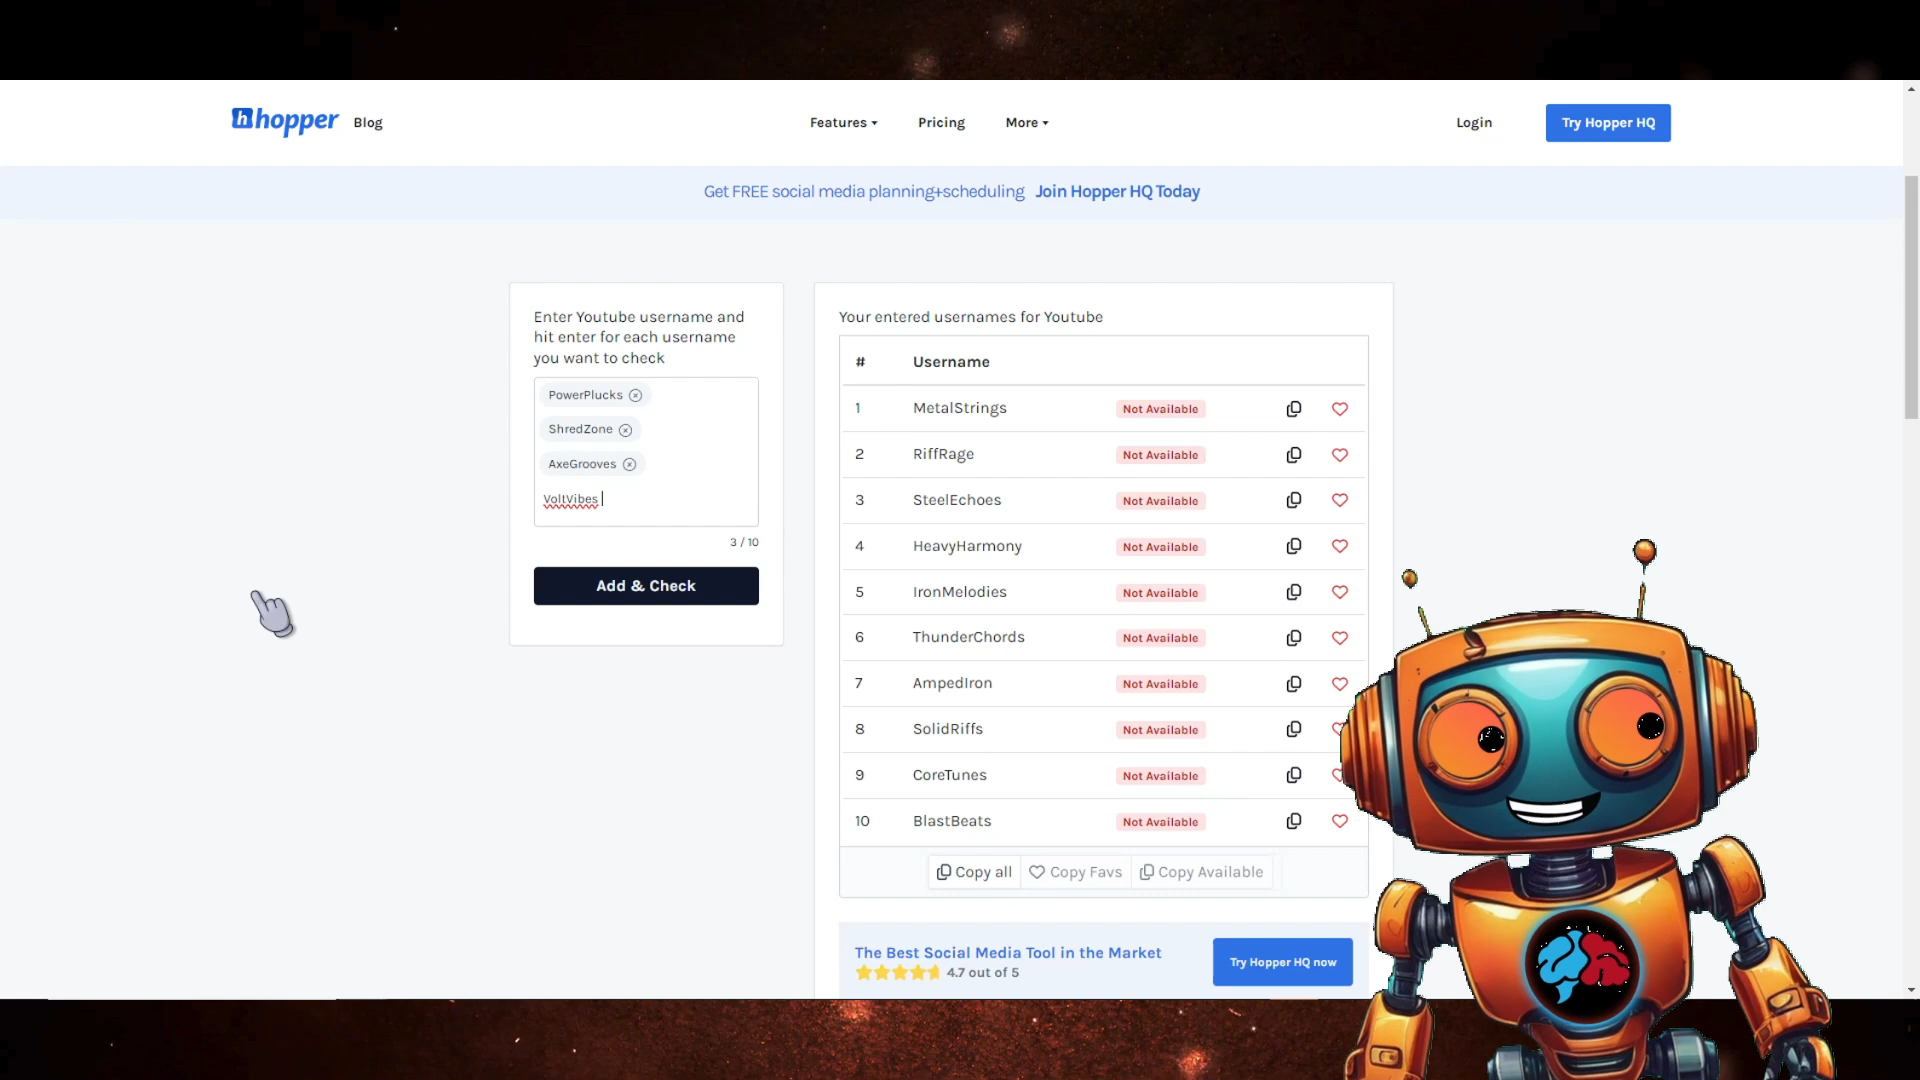 hopper Blog Features Pricing More Login Try Hopper HQ
Get FREE social media planning+scheduling Join Hopper HQ Today
Enter Youtube username and
hit enter for each username
you want to check
PowerPlucks
ShredZone
AxeGrooves
VoltVibes
3 / 10
Add & Check
Your entered usernames for Youtube
# Username
1 MetalStrings Not Available
2 RiffRage Not Available
3 SteelEchoes Not Available
4 HeavyHarmony Not Available
5 IronMelodies Not Available
6 ThunderChords Not Available
7 AmpedIron Not Available
8 SolidRiffs Not Available
9 CoreTunes Not Available
10 BlastBeats Not Available
Copy all Copy Favs Copy Available
The Best Social Media Tool in the Market
4.7 out of 5
Try Hopper HQ now